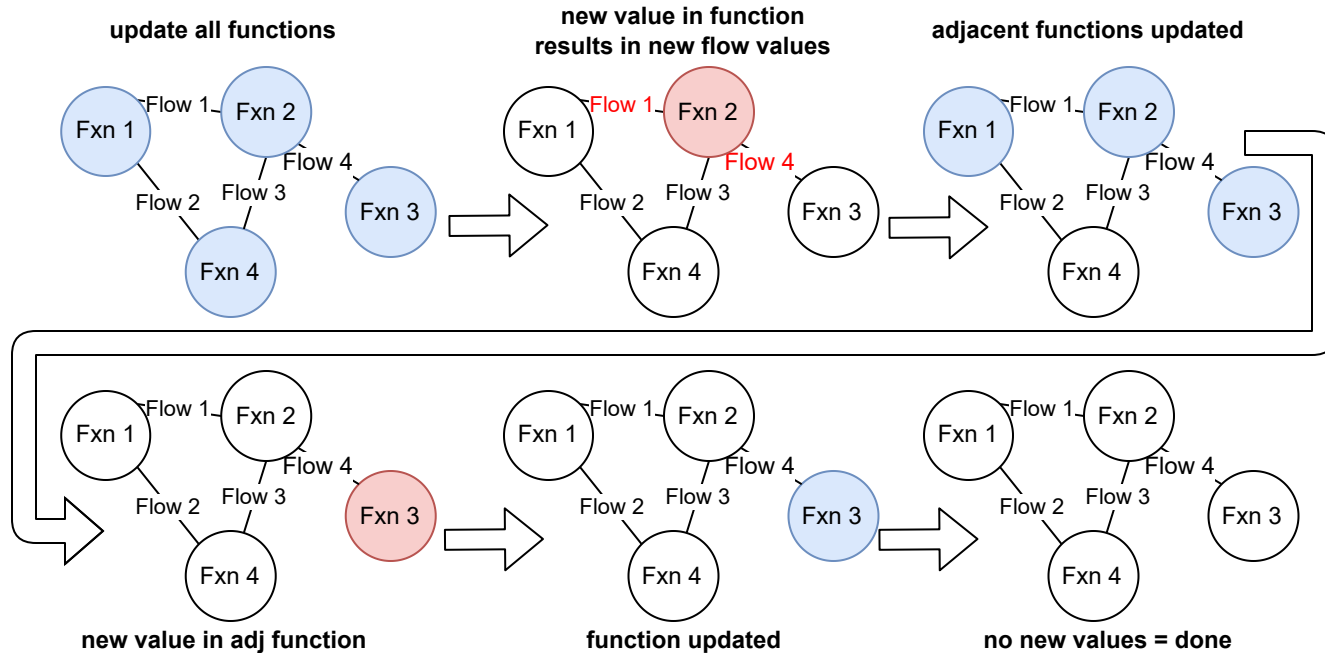 update all functions
new value in function
results in new flow values
adjacent functions updated
Fxn 1
Flow 1
Fxn 2
Flow 4
Flow 2
Flow 3
Fxn 3
Fxn 4
Fxn 1
Flow 1
Fxn 2
Flow 4
Flow 2
Flow 3
Fxn 3
Fxn 4
Fxn 1
Flow 1
Fxn 2
Flow 4
Flow 2
Flow 3
Fxn 3
Fxn 4
Fxn 1
Flow 1
Fxn 2
Flow 4
Flow 2
Flow 3
Fxn 3
Fxn 4
new value in adj function
Fxn 1
Flow 1
Fxn 2
Flow 4
Flow 2
Flow 3
Fxn 3
Fxn 4
function updated
Fxn 1
Flow 1
Fxn 2
Flow 4
Flow 2
Flow 3
Fxn 3
Fxn 4
no new values = done